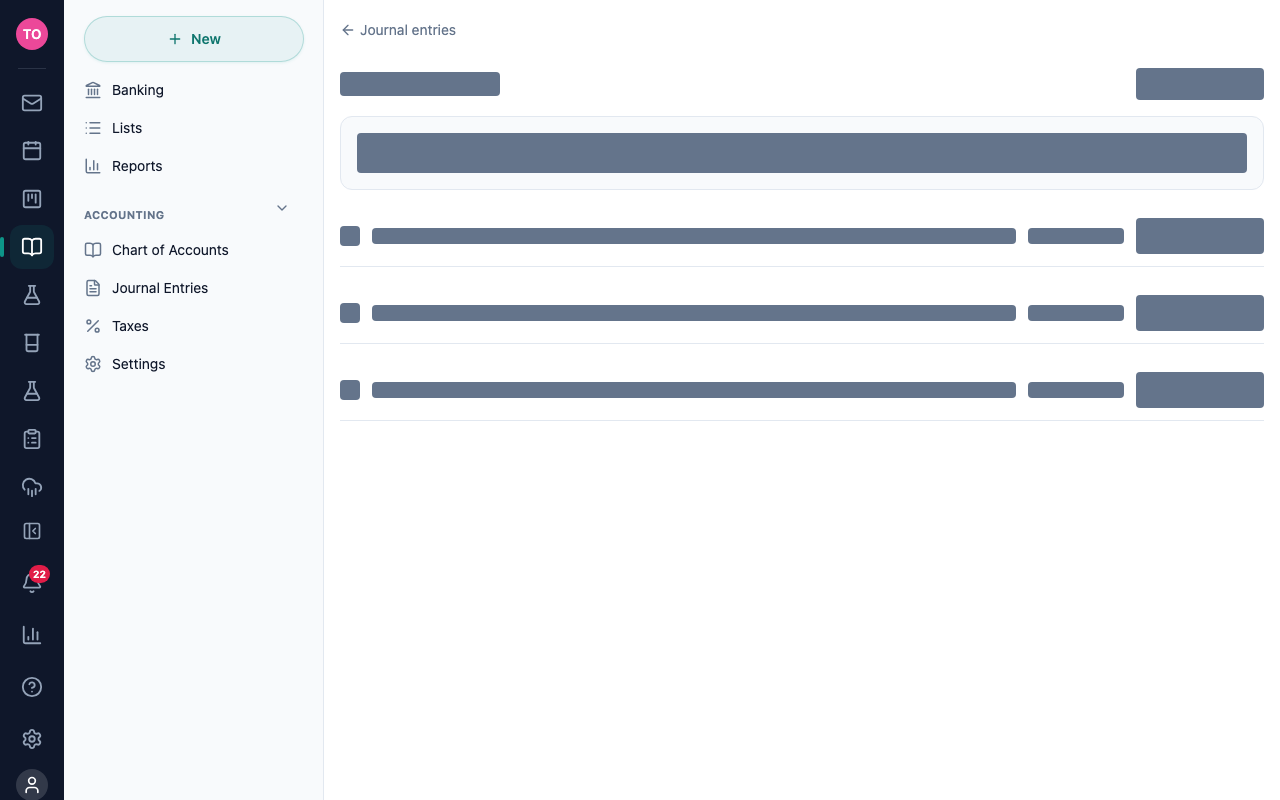 TO
22
New
Banking
Lists
Reports
ACCOUNTING
Chart of Accounts
Journal Entries
Taxes
Settings
Journal entries